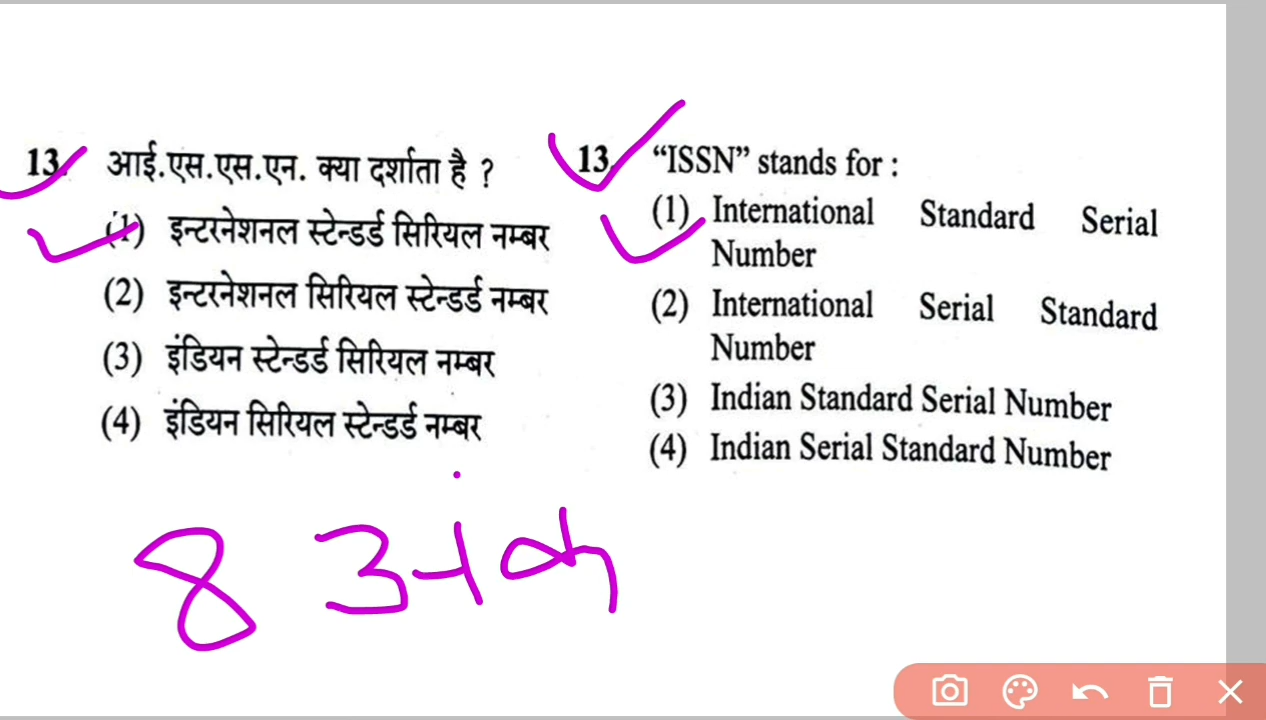 13. आई.एस.एस.एन. क्या दर्शाता है ?
(1) इन्टरनेशनल स्टेन्डर्ड सिरियल नम्बर
(2) इन्टरनेशनल सिरियल स्टेन्डर्ड नम्बर
(3) इंडियन स्टेन्डर्ड सिरियल नम्बर
(4) इंडियन सिरियल स्टेन्डर्ड नम्बर
13. “ISSN” stands for :
(1) International Standard Serial
Number
(2) International Serial Standard
Number
(3) Indian Standard Serial Number
(4) Indian Serial Standard Number
8 अंक